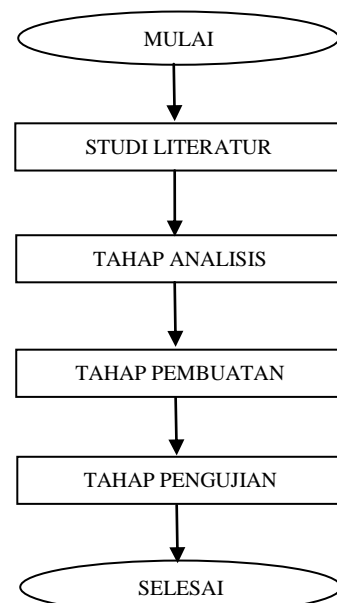 MULAI
STUDI LITERATUR
TAHAP ANALISIS
TAHAP PEMBUATAN
TAHAP PENGUJIAN
SELESAI